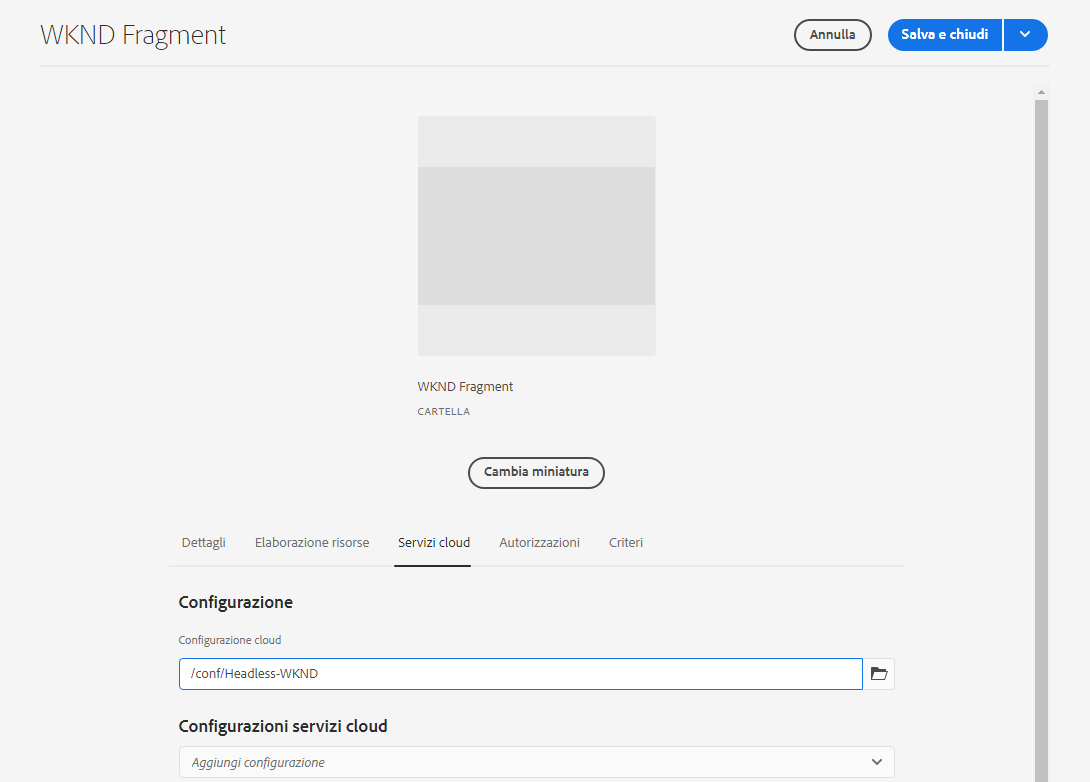 WKND Fragment
Annulla
Salva e chiudi
WKND Fragment
CARTELLA
Cambia miniatura
Dettagli Elaborazione risorse Servizi cloud Autorizzazioni Criteri
Configurazione
Configurazione cloud
/conf/Headless-WKND
Configurazioni servizi cloud
Aggiungi configurazione